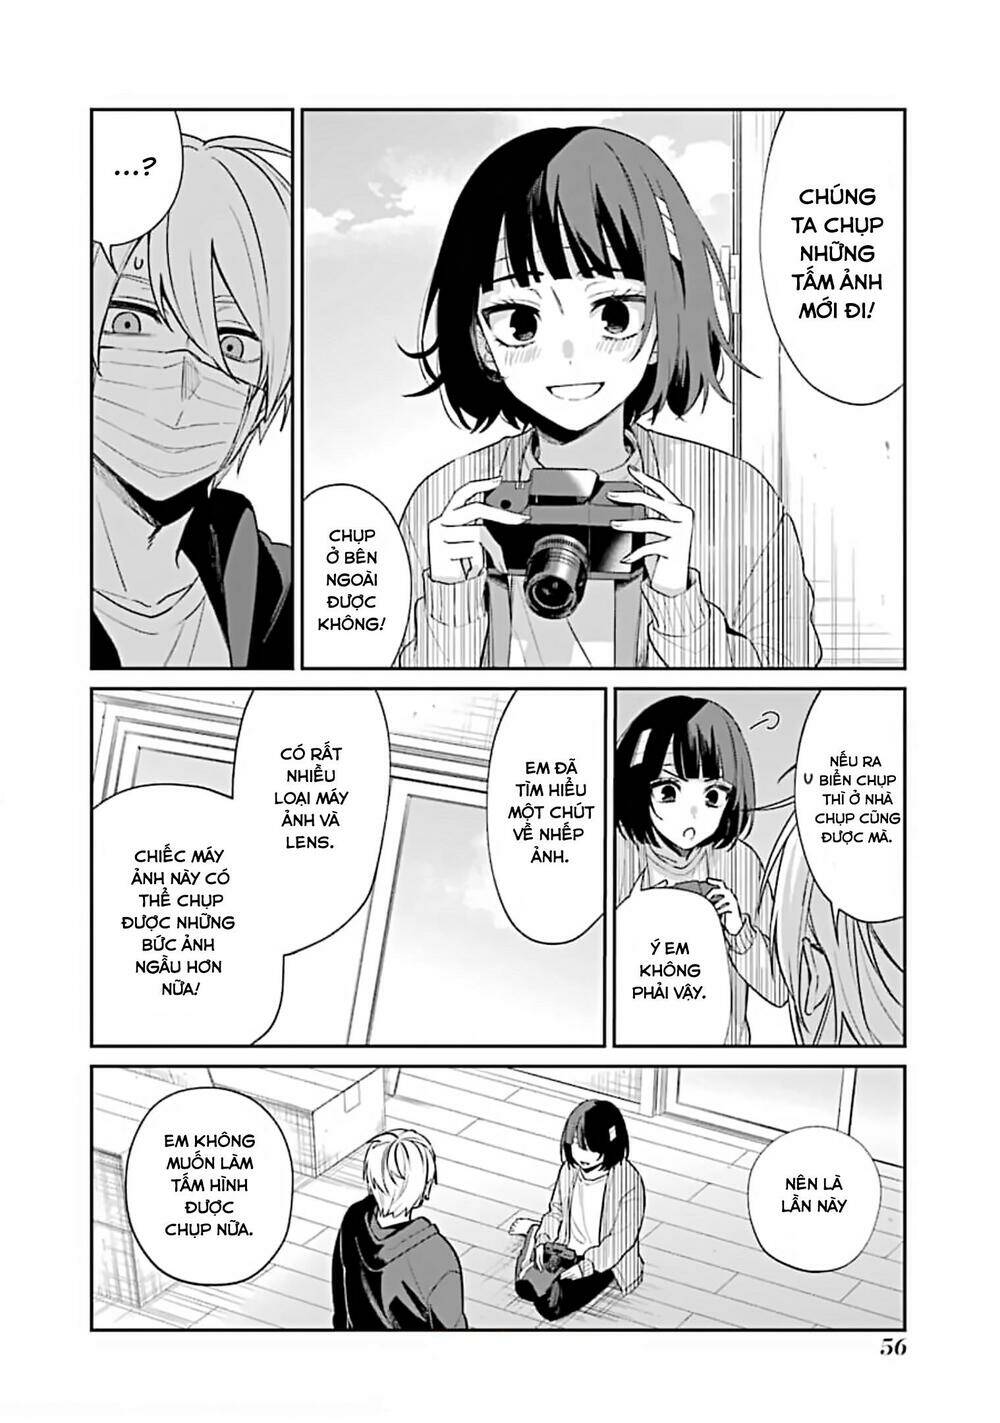 CHÚNG
TA CHỤP
NHỮNG
TẤM ẢNH
MỚI ĐI!
CHỤP
Ở BÊN
NGOÀI
ĐƯỢC
KHÔNG!
...?
NẾU RA
BIỂN CHỤP
THÌ Ở NHÀ
CHỤP CŨNG
ĐƯỢC MÀ.
Ý EM
KHÔNG
PHẢI VẬY.
EM ĐÃ
TÌM HIỂU
MỘT CHÚT
VỀ NHẾP
ẢNH.
CÓ RẤT
NHIỀU
LOẠI MÁY
ẢNH VÀ
LENS.
CHIẾC MÁY
ẢNH NÀY CÓ
THỂ CHỤP
ĐƯỢC NHỮNG
BỨC ẢNH
NGẦU HƠN
NỮA!
NÊN LÀ
LẦN NÀY
EM KHÔNG
MUỐN LÀM
TẤM HÌNH
ĐƯỢC
CHỤP NỮA.
56